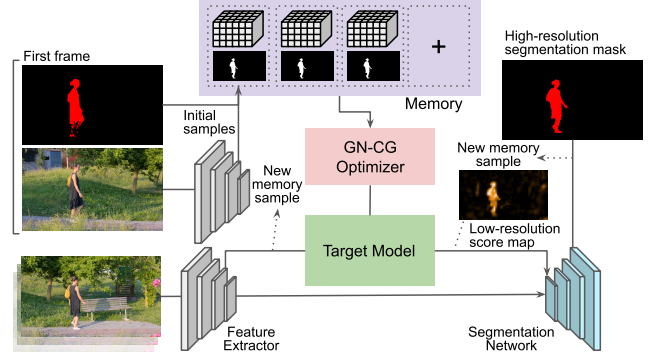 First frame
High-resolution
segmentation mask
+
Memory
Initial
samples
GN-CG
Optimizer
New memory
sample
New
memory
sample
Low-resolution
score map
Target Model
Feature
Extractor
Segmentation
Network